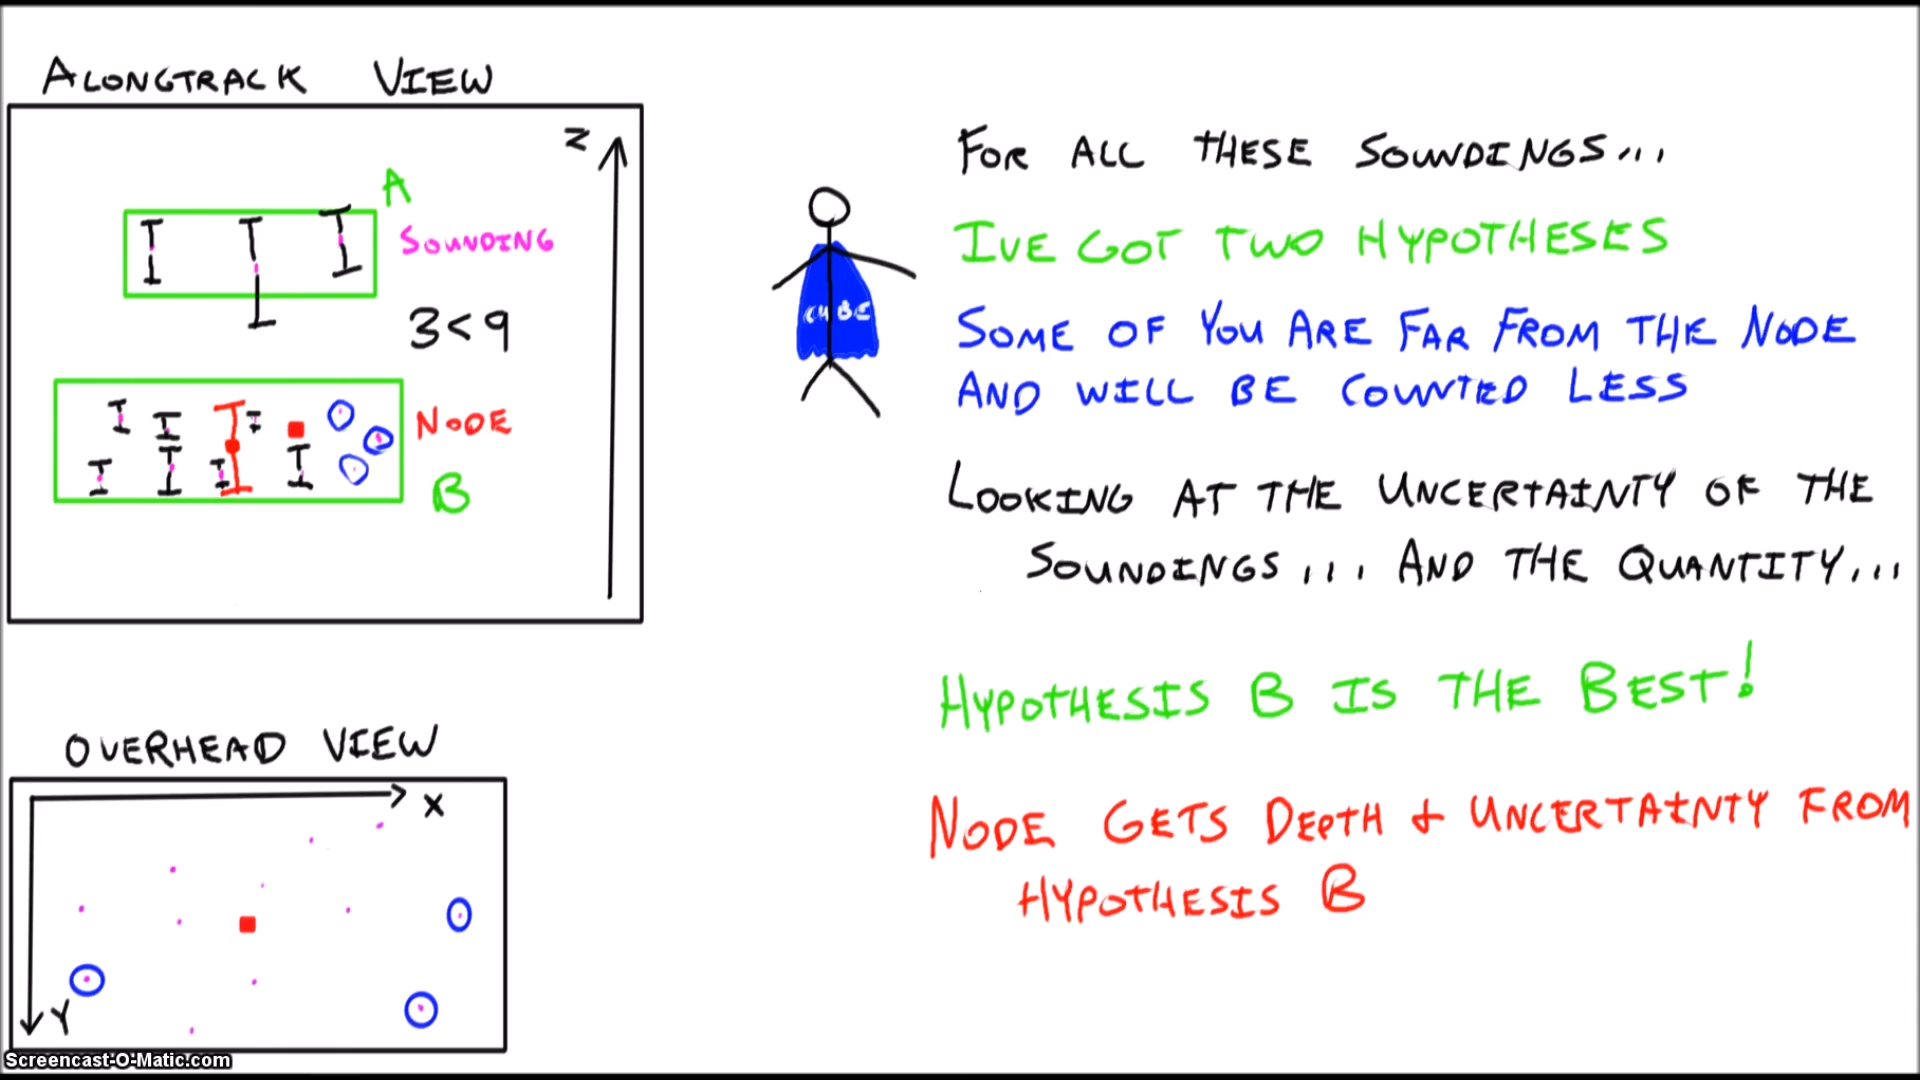 ALONGTRACK VIEW
Z
A
SOUNDING
3<9
NODE
B
OVERHEAD VIEW
X
Y
CUBE
FOR ALL THESE SOUNDINGS...
IVE GOT TWO HYPOTHESES
SOME OF YOU ARE FAR FROM THE NODE
AND WILL BE COUNTED LESS
LOOKING AT THE UNCERTAINTY OF THE
SOUNDINGS... AND THE QUANTITY...
HYPOTHESIS B IS THE BEST!
NODE GETS DEPTH & UNCERTAINTY FROM
HYPOTHESIS B
Screencast-O-Matic.com